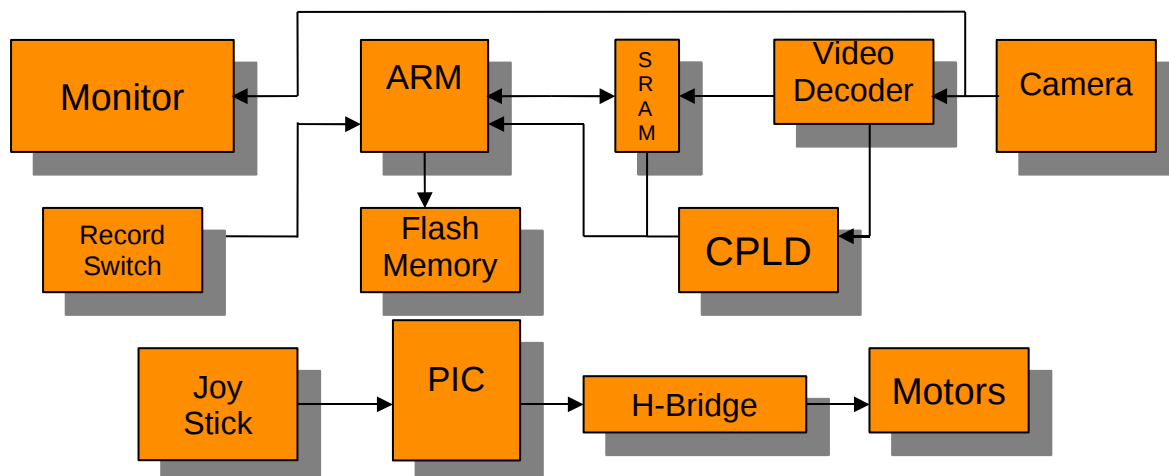 Monitor
ARM
S
R
A
M
Video
Decoder
Camera
Record
Switch
Flash
Memory
CPLD
Joy
Stick
PIC
H-Bridge
Motors